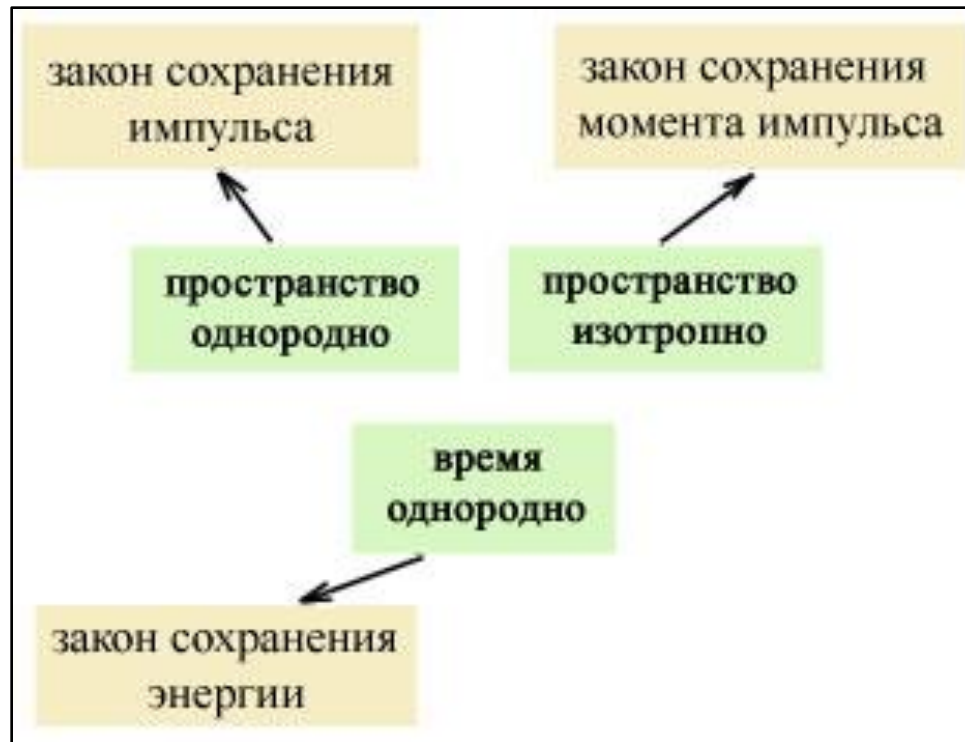 закон сохранения
импульса
закон сохранения
момента импульса
пространство
однородно
пространство
изотропно
время
однородно
закон сохранения
энергии